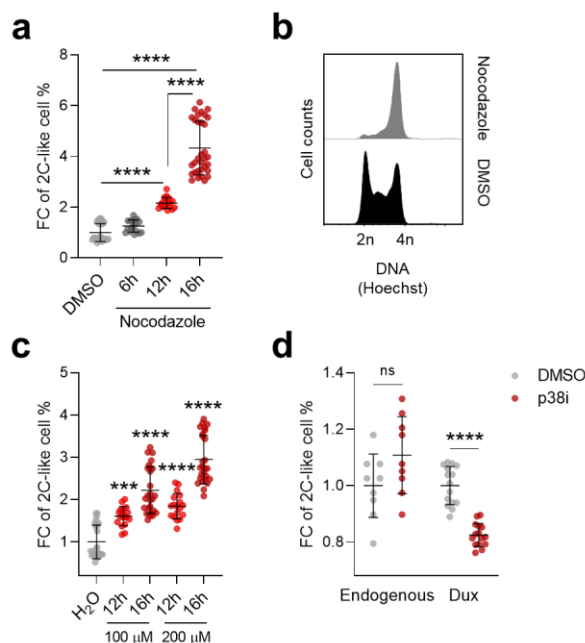 a
FC of 2C-like cell %
8
6
4
2
0
****
****
****
DMSO
6h
12h
16h
Nocodazole
b
Cell counts
Nocodazole
DMSO
2n 4n
DNA
(Hoechst)
c
FC of 2C-like cell %
5
4
3
2
1
***
****
****
****
H₂O
12h
16h
12h
16h
100 μM
200 μM
d
FC of 2C-like cell %
1.4
1.2
1.0
0.8
ns
****
DMSO
p38i
Endogenous Dux